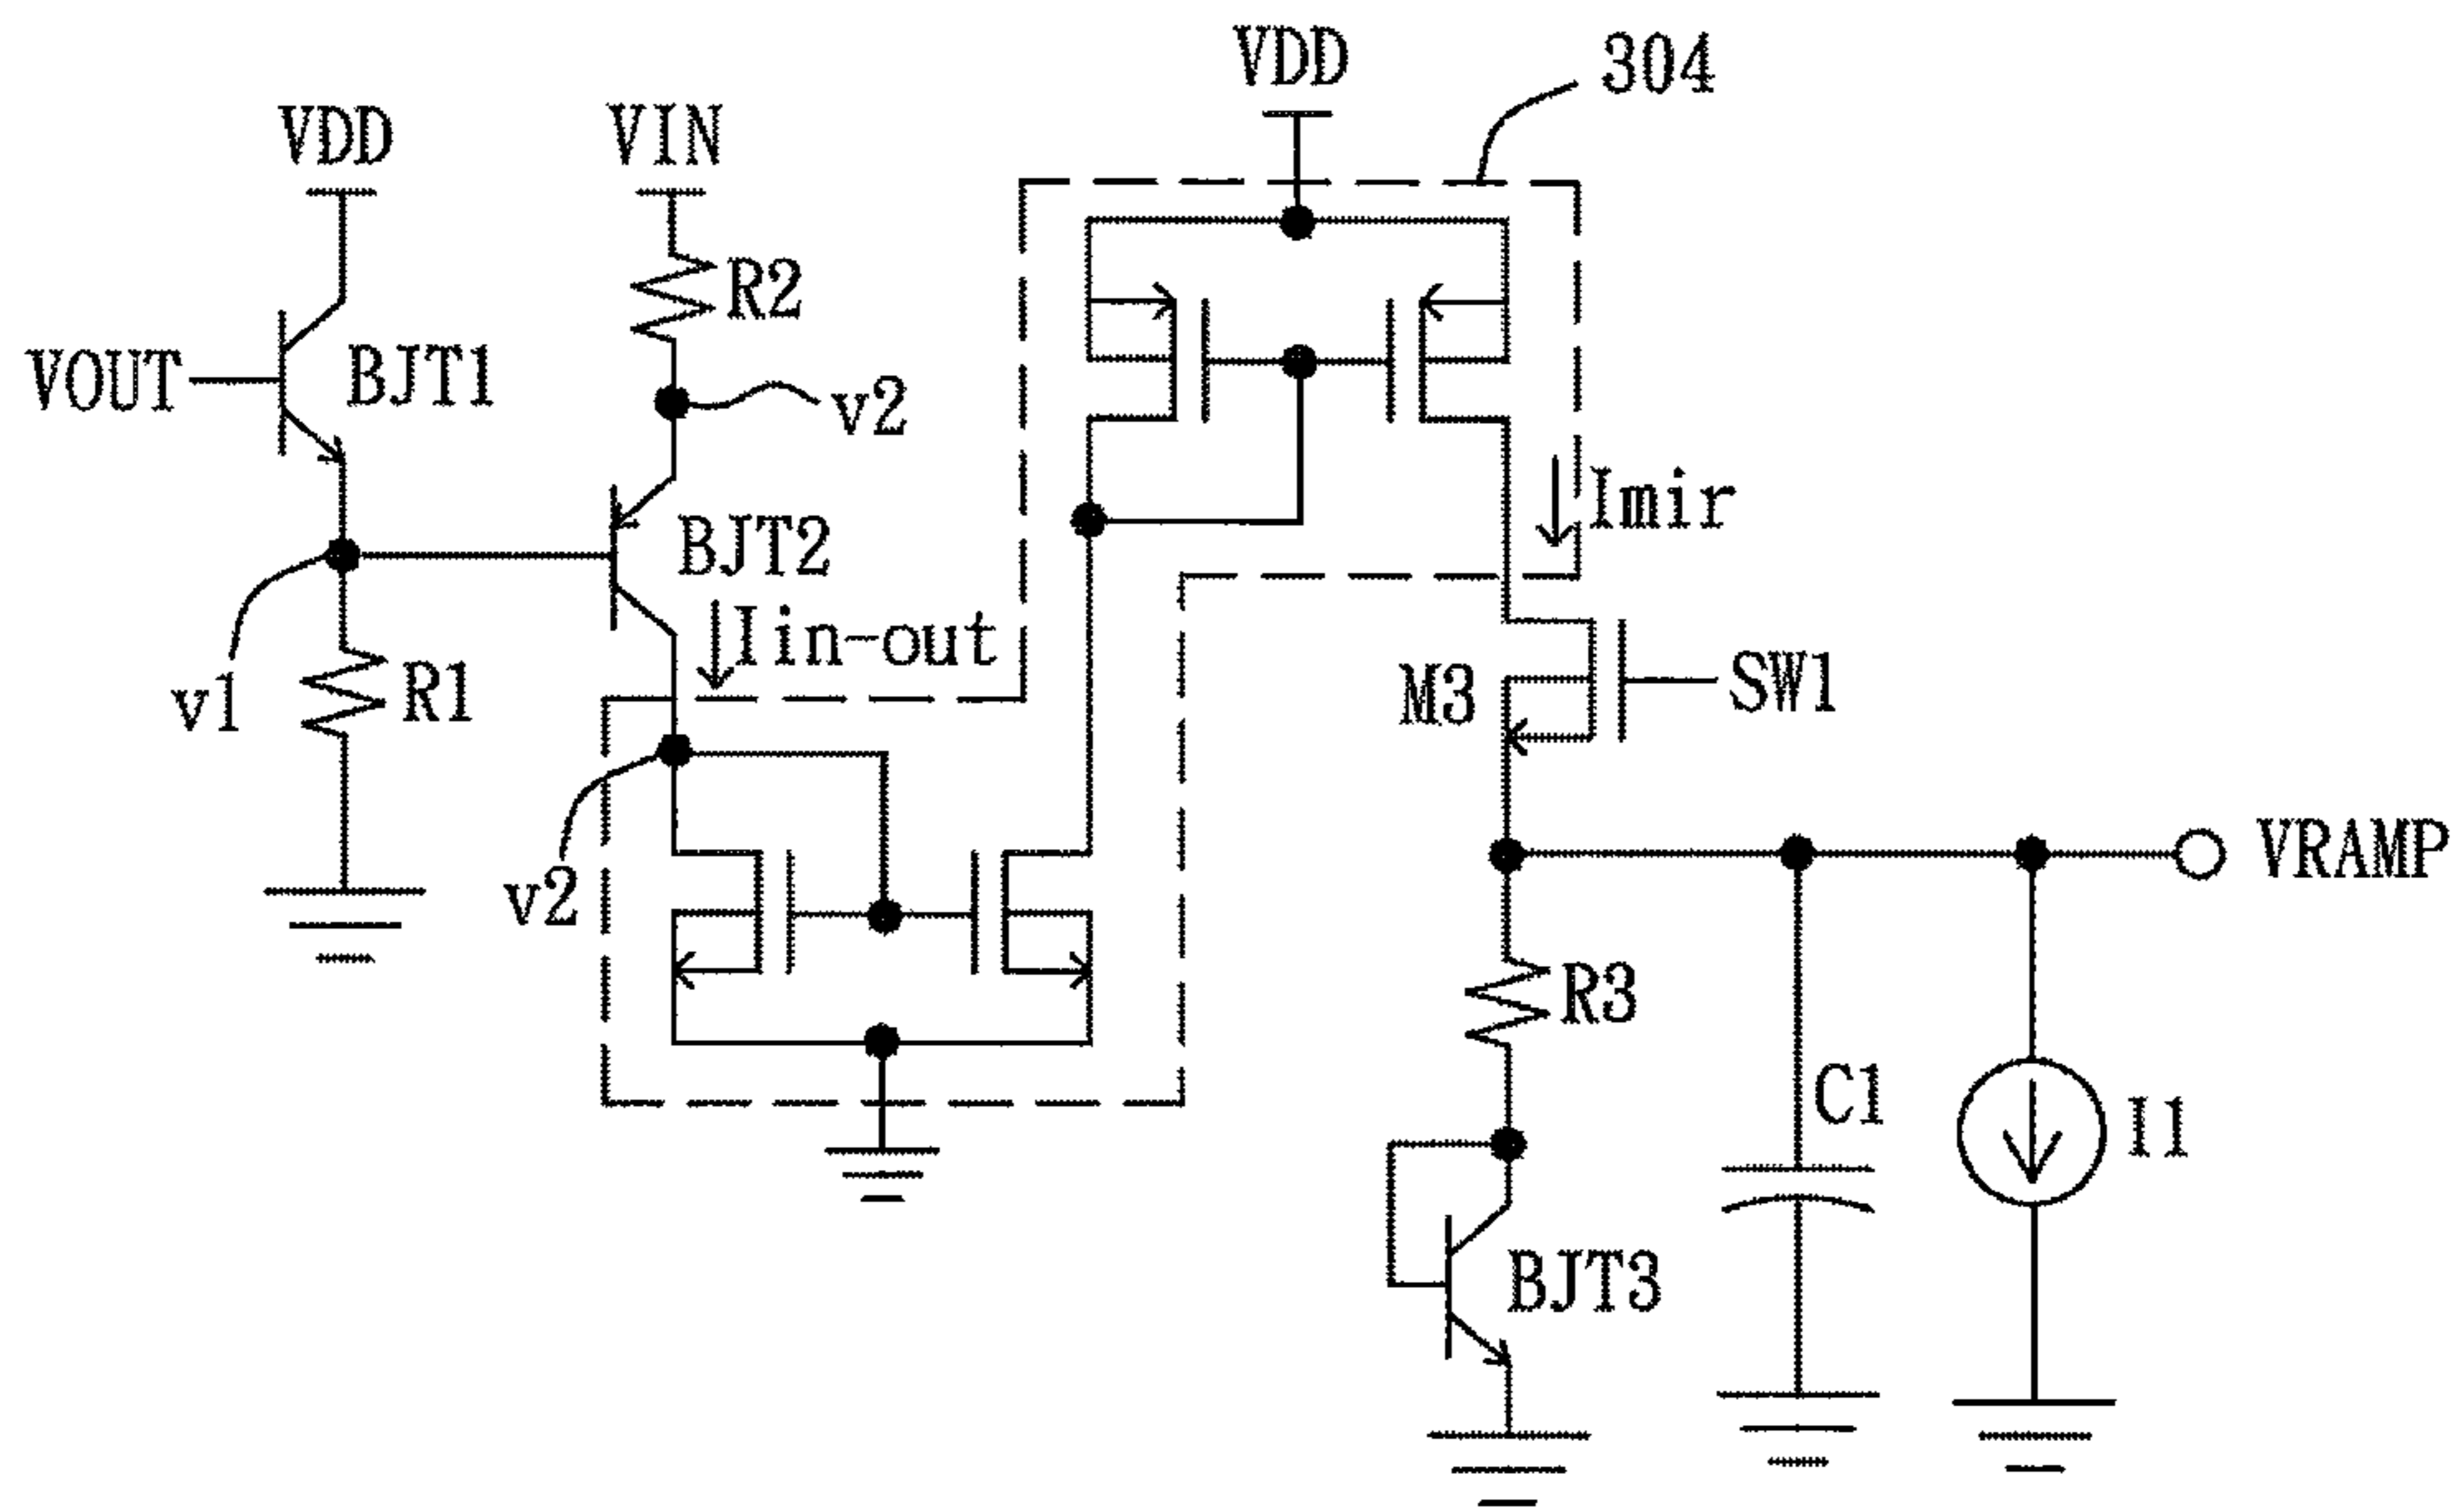 VDD
304
VDD
VIN
R2
VOUT
BJT1
v2
Imir
BJT2
Iin-out
v1
R1
M3
SW1
v2
VRAMP
R3
C1
I1
BJT3